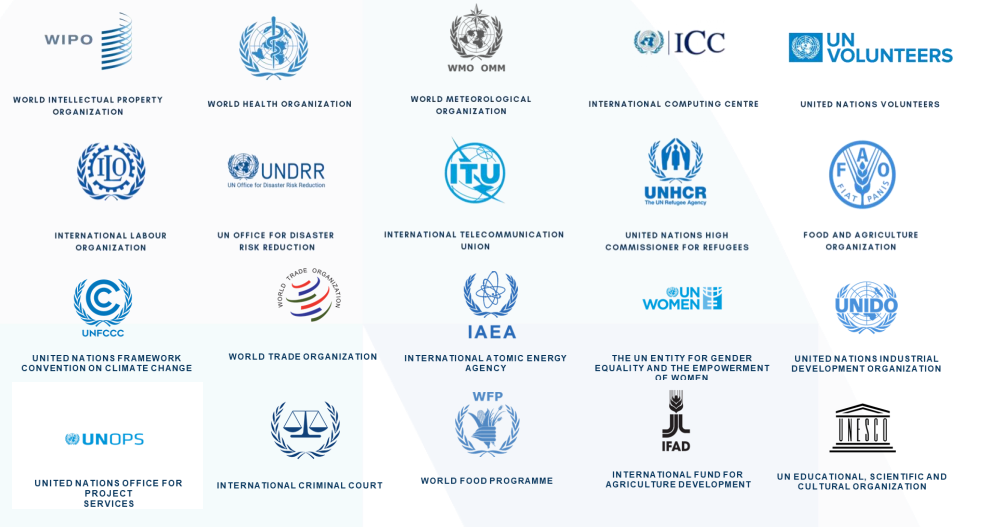 WIPO
WMO OMM
ICC
UN
VOLUNTEERS
WORLD INTELLECTUAL PROPERTY
ORGANIZATION
WORLD HEALTH ORGANIZATION
WORLD METEOROLOGICAL
ORGANIZATION
INTERNATIONAL COMPUTING CENTRE
UNITED NATIONS VOLUNTEERS
ILO
UNDRR
UN Office for Disaster Risk Reduction
ITU
UNHCR
The UN Refugee Agency
FAO
FIAT PANIS
INTERNATIONAL LABOUR
ORGANIZATION
UN OFFICE FOR DISASTER
RISK REDUCTION
INTERNATIONAL TELECOMMUNICATION
UNION
UNITED NATIONS HIGH
COMMISSIONER FOR REFUGEES
FOOD AND AGRICULTURE
ORGANIZATION
UNFCCC
WORLD TRADE ORGANIZATION
IAEA
UN
WOMEN
UNIDO
UNITED NATIONS FRAMEWORK
CONVENTION ON CLIMATE CHANGE
WORLD TRADE ORGANIZATION
INTERNATIONAL ATOMIC ENERGY
AGENCY
THE UN ENTITY FOR GENDER
EQUALITY AND THE EMPOWERMENT
OF WOMEN
UNITED NATIONS INDUSTRIAL
DEVELOPMENT ORGANIZATION
UNOPS
WFP
IFAD
UNESCO
UNITED NATIONS OFFICE FOR
PROJECT
SERVICES
INTERNATIONAL CRIMINAL COURT
WORLD FOOD PROGRAMME
INTERNATIONAL FUND FOR
AGRICULTURE DEVELOPMENT
UN EDUCATIONAL, SCIENTIFIC AND
CULTURAL ORGANIZATION